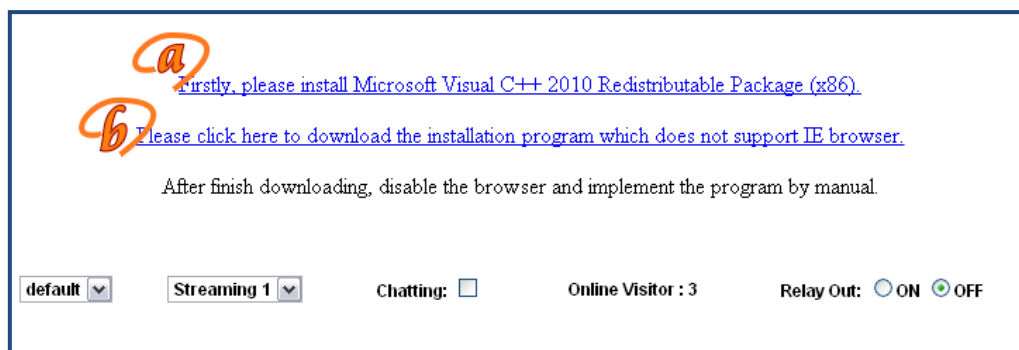 a
Firstly, please install Microsoft Visual C++ 2010 Redistributable Package (x86).
b
Please click here to download the installation program which does not support IE browser.
After finish downloading, disable the browser and implement the program by manual.
default Streaming 1 Chatting: Online Visitor : 3 Relay Out: ON OFF